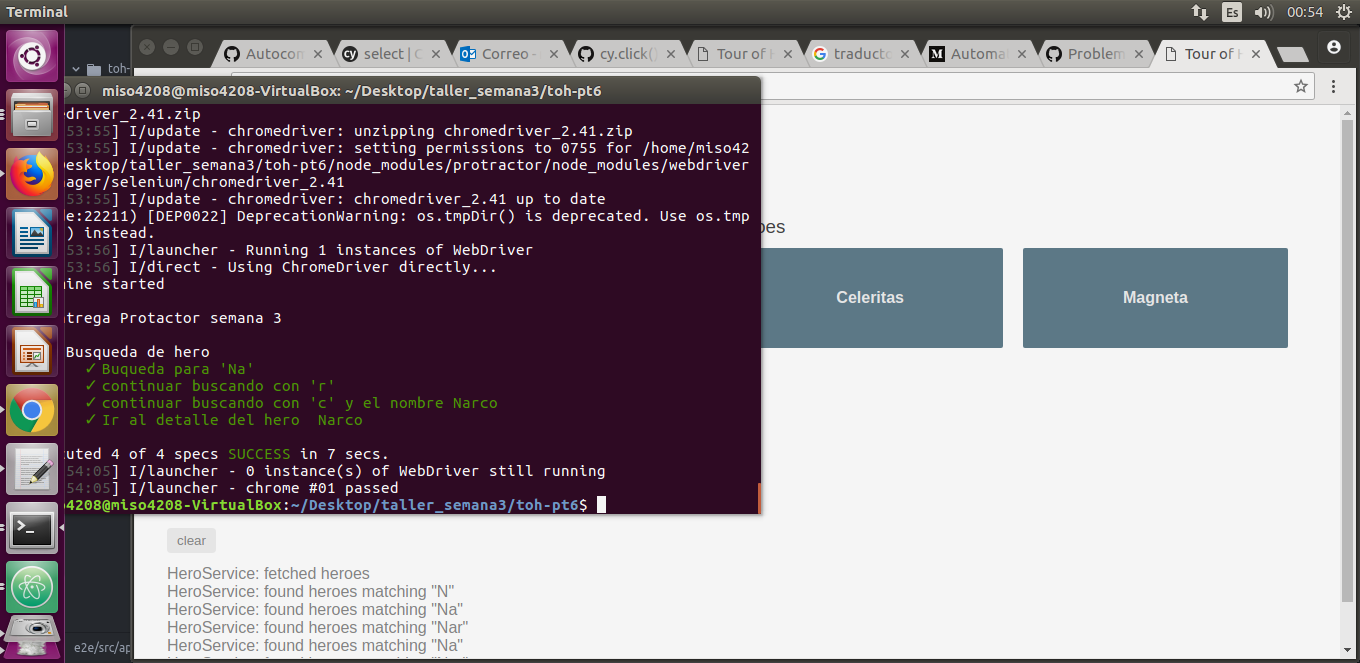 Terminal
Es
00:54
Autocon
select | C
Correo -
cy.click()
Tour of H
traducto
Automat
Problem
Tour of H
toh-
miso4208@miso4208-VirtualBox: ~/Desktop/taller_semana3/toh-pt6
edriver_2.41.zip
53:55] I/update - chromedriver: unzipping chromedriver_2.41.zip
53:55] I/update - chromedriver: setting permissions to 0755 for /home/miso42
esktop/taller_semana3/toh-pt6/node_modules/protractor/node_modules/webdriver
ager/selenium/chromedriver_2.41
53:55] I/update - chromedriver: chromedriver_2.41 up to date
e:22211) [DEP0022] DeprecationWarning: os.tmpDir() is deprecated. Use os.tmp
) instead.
53:56] I/launcher - Running 1 instances of WebDriver
53:56] I/direct - Using ChromeDriver directly...
ine started
trega Protactor semana 3
Busqueda de hero
✓ Buqueda para 'Na'
✓ continuar buscando con 'r'
✓ continuar buscando con 'c' y el nombre Narco
✓ Ir al detalle del hero  Narco
uted 4 of 4 specs SUCCESS in 7 secs.
54:05] I/launcher - 0 instance(s) of WebDriver still running
54:05] I/launcher - chrome #01 passed
4208@miso4208-VirtualBox:~/Desktop/taller_semana3/toh-pt6$
oes
Celeritas
Magneta
clear
HeroService: fetched heroes
HeroService: found heroes matching "N"
HeroService: found heroes matching "Na"
HeroService: found heroes matching "Nar"
HeroService: found heroes matching "Na"
e2e/src/ap